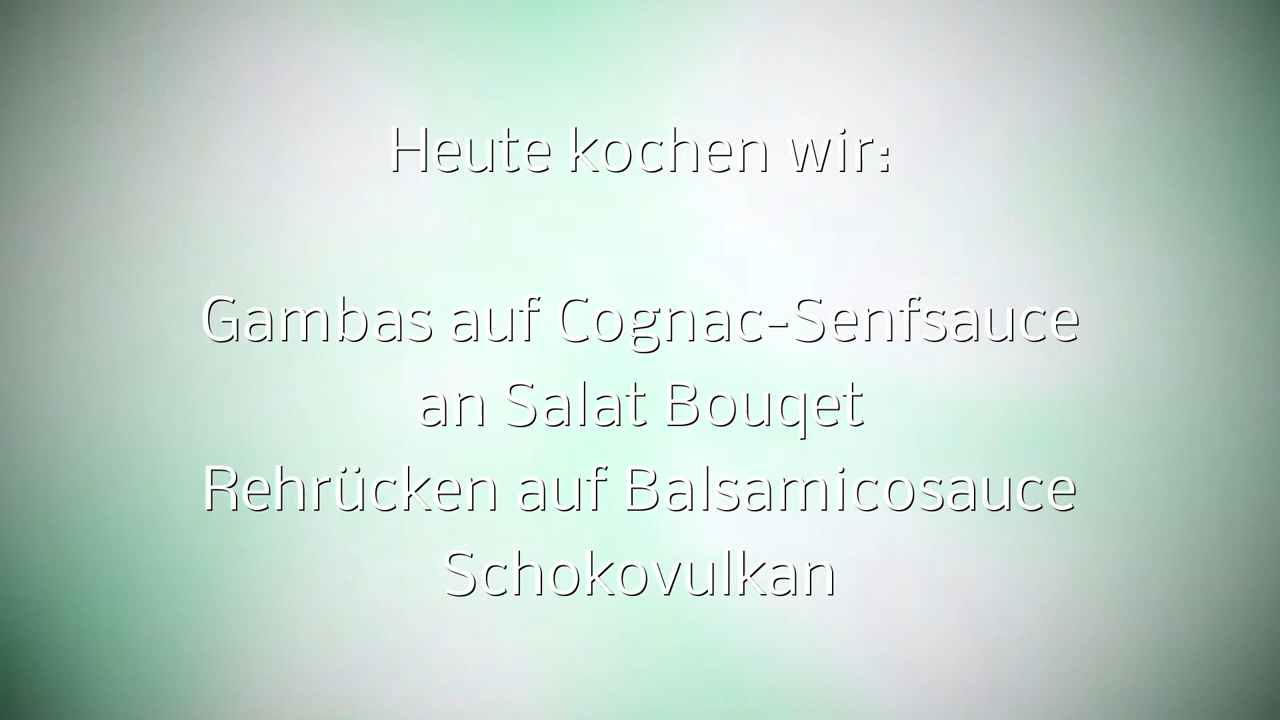 Heute kochen wir:
Gambas auf Cognac-Senfsauce
an Salat Bouqet
Rehrücken auf Balsamicosauce
Schokovulkan